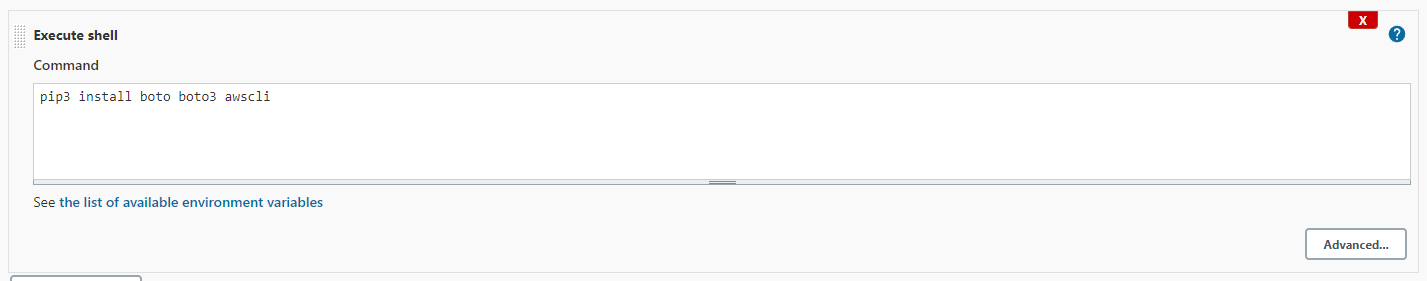 X
Execute shell
?
Command
pip3 install boto boto3 awscli
See the list of available environment variables
Advanced...